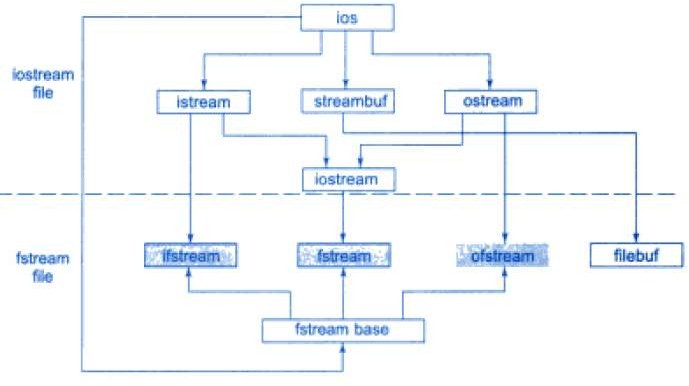 ios
iostream
file
istream
streambuf
ostream
iostream
fstream
file
ifstream
fstream
ofstream
filebuf
fstream base